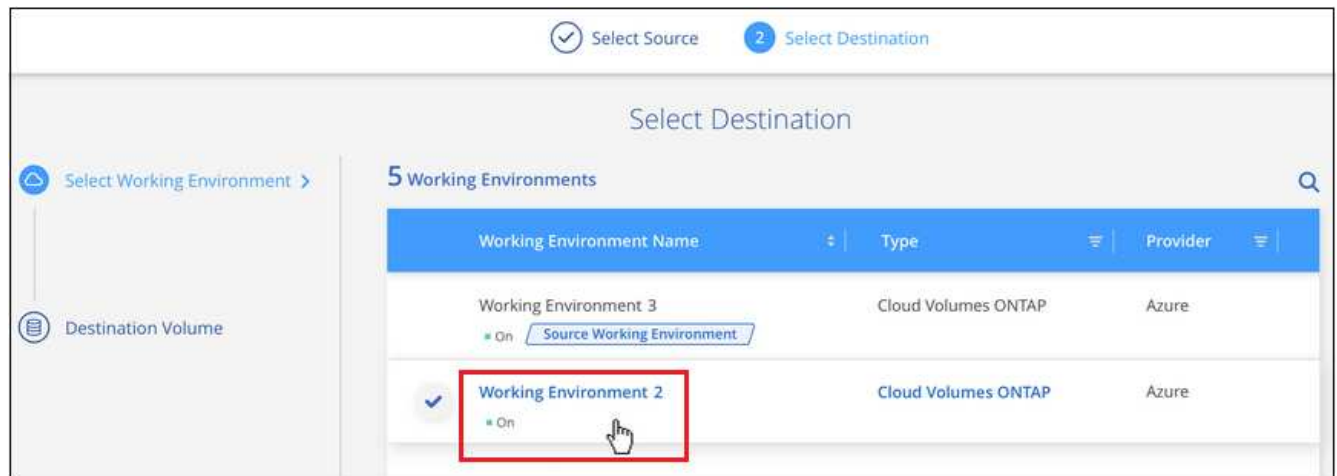 Select Source 2 Select Destination
Select Destination
Select Working Environment >
5 Working Environments
Working Environment Name Type Provider
Working Environment 3 Cloud Volumes ONTAP Azure
On Source Working Environment
Destination Volume
Working Environment 2 Cloud Volumes ONTAP Azure
On